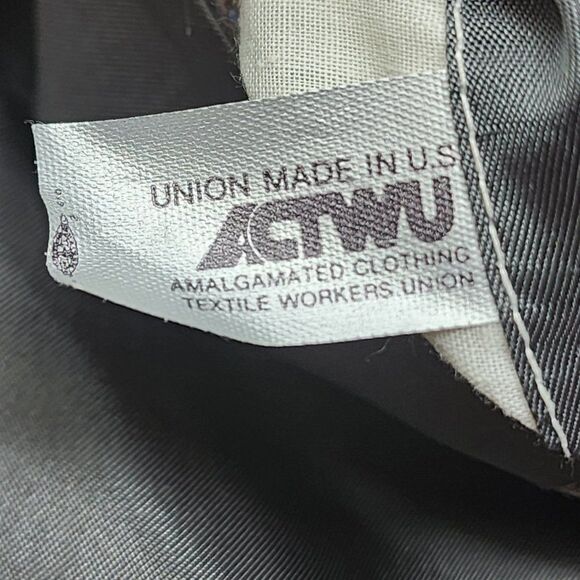 UNION MADE IN U.S
ACTWU
AMALGAMATED CLOTHING
TEXTILE WORKERS UNION